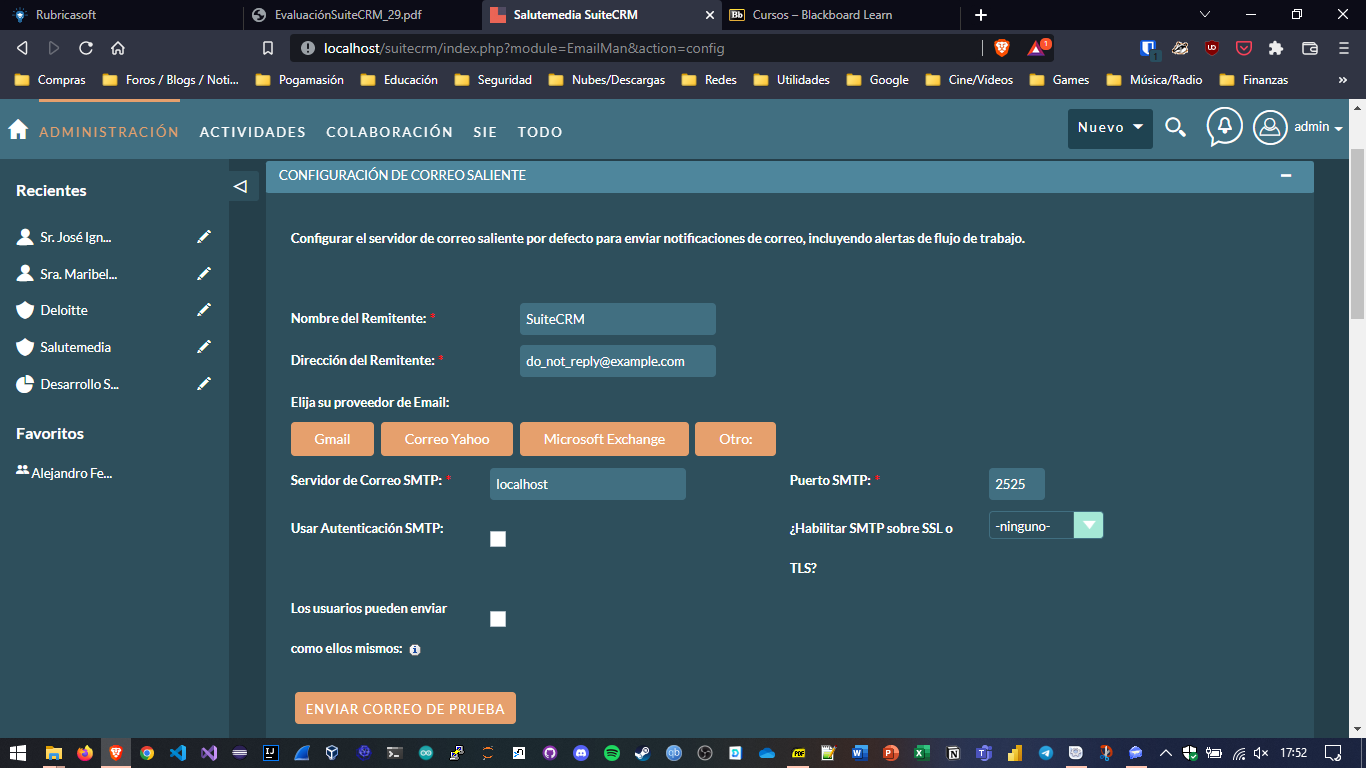 Rubricasoft
EvaluaciónSuiteCRM_29.pdf
Salutemedia SuiteCRM
Bb Cursos – Blackboard Learn
localhost/suitecrm/index.php?module=EmailMan&action=config
1
1
Compras
Foros / Blogs / Noti...
Pogamasión
Educación
Seguridad
Nubes/Descargas
Redes
Utilidades
Google
Cine/Videos
Games
Música/Radio
Finanzas
»
ADMINISTRACIÓN
ACTIVIDADES
COLABORACIÓN
SIE
TODO
Nuevo
admin
Recientes
Sr. José Ign...
Sra. Maribel...
Deloitte
Salutemedia
Desarrollo S...
Favoritos
Alejandro Fe...
CONFIGURACIÓN DE CORREO SALIENTE
Configurar el servidor de correo saliente por defecto para enviar notificaciones de correo, incluyendo alertas de flujo de trabajo.
Nombre del Remitente: *
SuiteCRM
Dirección del Remitente: *
do_not_reply@example.com
Elija su proveedor de Email:
Gmail
Correo Yahoo
Microsoft Exchange
Otro:
Servidor de Correo SMTP: *
localhost
Puerto SMTP: *
2525
Usar Autenticación SMTP:
¿Habilitar SMTP sobre SSL o
TLS?
-ninguno-
Los usuarios pueden enviar
como ellos mismos:
ENVIAR CORREO DE PRUEBA
17:52